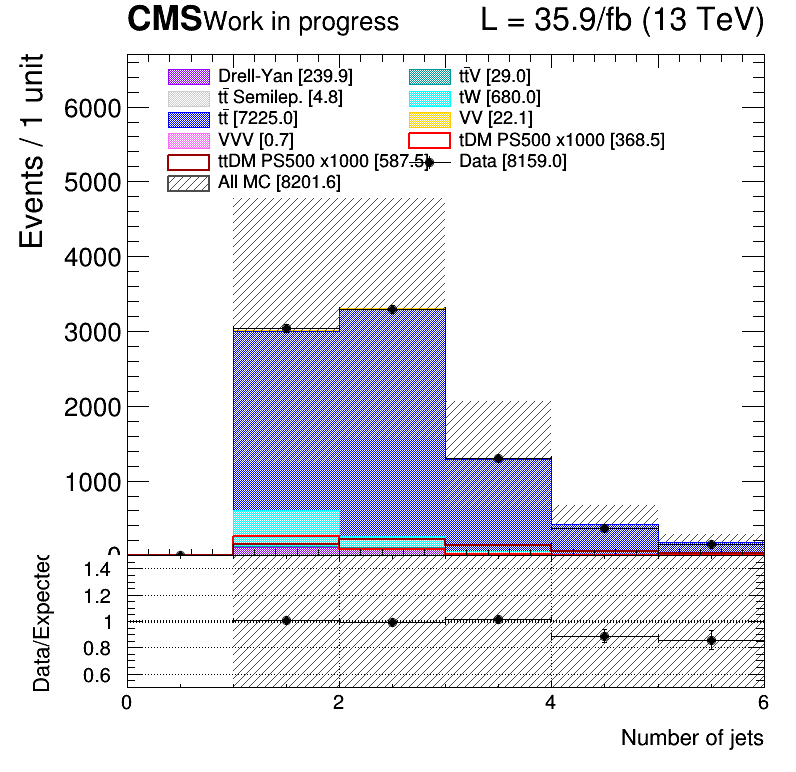 CMS Work in progress L = 35.9/fb (13 TeV)
Drell-Yan [239.9] tt̄V [29.0]
tt̄ Semilep. [4.8] tW [680.0]
tt̄ [7225.0] VV [22.1]
VVV [0.7] tDM PS500 x1000 [368.5]
ttDM PS500 x1000 [587.5] Data [8159.0]
All MC [8201.6]
Events / 1 unit
6000
5000
4000
3000
2000
1000
0
Data/Expected
1.4
1.2
1
0.8
0.6
0 2 4 6
Number of jets